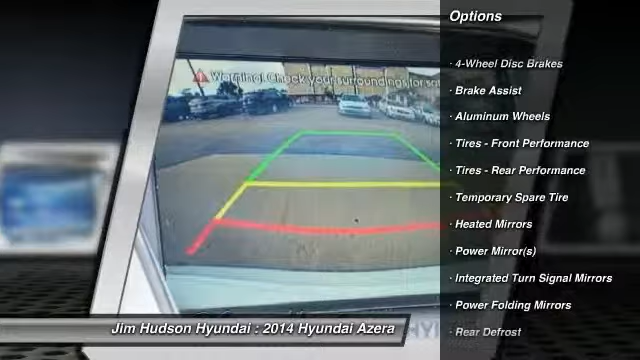 Options
Warning! Check your surroundings for
· 4-Wheel Disc Brakes
· Brake Assist
· Aluminum Wheels
· Tires - Front Performance
· Tires - Rear Performance
· Temporary Spare Tire
· Heated Mirrors
· Power Mirror(s)
· Integrated Turn Signal Mirrors
· Power Folding Mirrors
· Rear Defrost
Jim Hudson Hyundai : 2014 Hyundai Azera